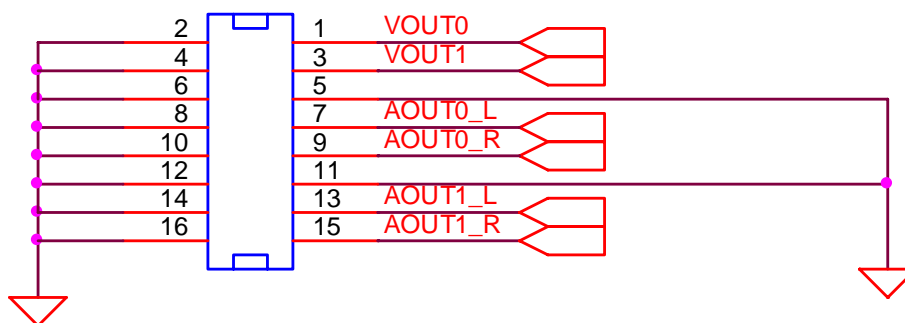 2 1 VOUT0
4 3 VOUT1
6 5
8 7 AOUT0_L
10 9 AOUT0_R
12 11
14 13 AOUT1_L
16 15 AOUT1_R